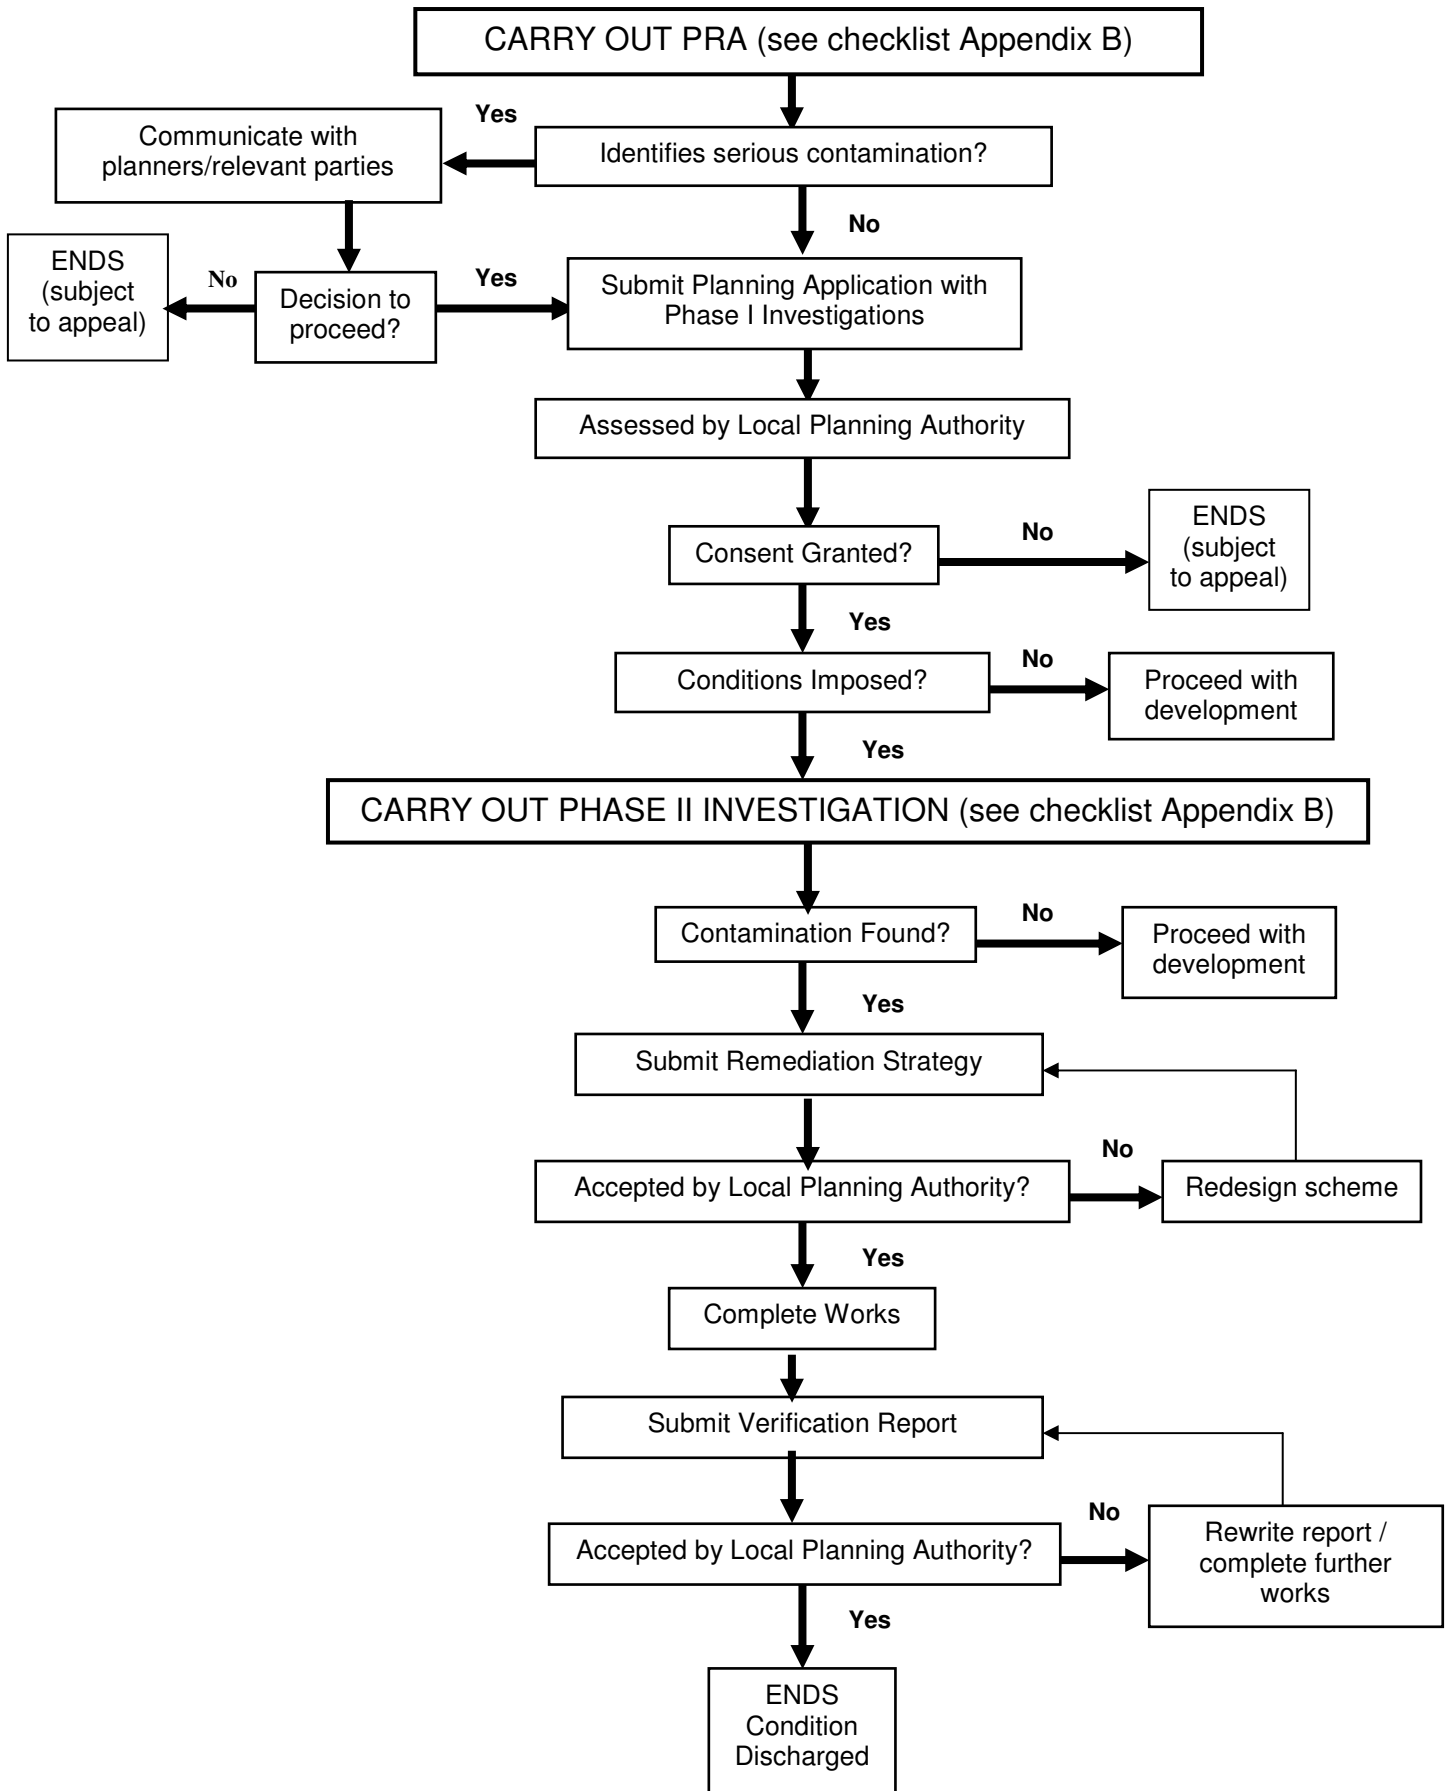 CARRY OUT PRA (see checklist Appendix B)
Yes
Communicate with
planners/relevant parties
Identifies serious contamination?
No
ENDS
(subject
to appeal)
No
Decision to
proceed?
Yes
Submit Planning Application with
Phase I Investigations
Assessed by Local Planning Authority
Consent Granted?
No
ENDS
(subject
to appeal)
Yes
Conditions Imposed?
No
Proceed with
development
Yes
CARRY OUT PHASE II INVESTIGATION (see checklist Appendix B)
Contamination Found?
No
Proceed with
development
Yes
Submit Remediation Strategy
Accepted by Local Planning Authority?
No
Redesign scheme
Yes
Complete Works
Submit Verification Report
Accepted by Local Planning Authority?
No
Rewrite report /
complete further
works
Yes
ENDS
Condition
Discharged